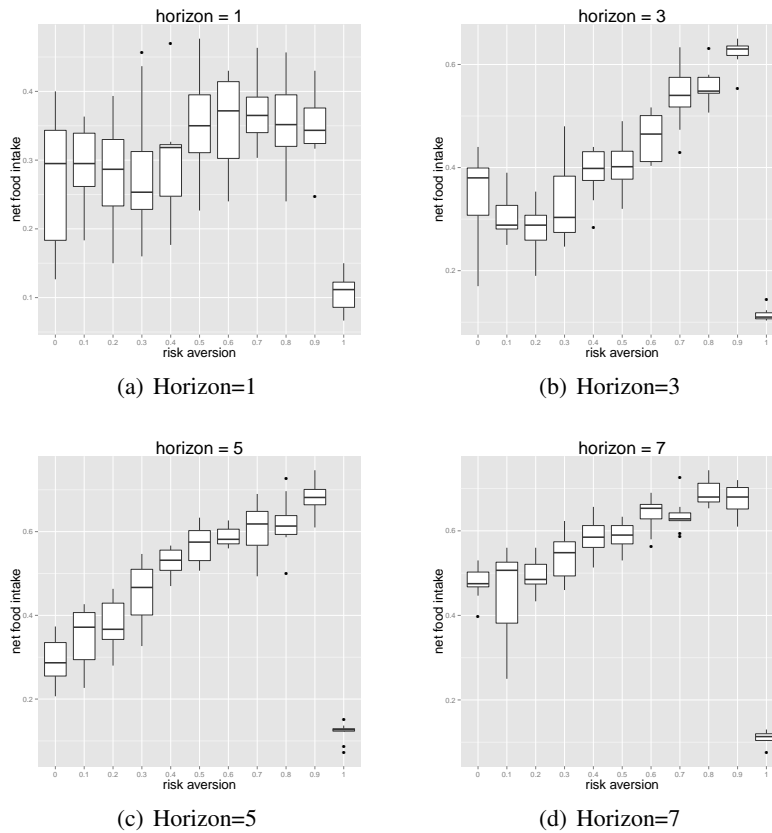 horizon = 1
net food intake
0.4
0.3
0.2
0.1
0 0.1 0.2 0.3 0.4 0.5 0.6 0.7 0.8 0.9 1
risk aversion
(a) Horizon=1
horizon = 3
net food intake
0.6
0.4
0.2
0 0.1 0.2 0.3 0.4 0.5 0.6 0.7 0.8 0.9 1
risk aversion
(b) Horizon=3
horizon = 5
net food intake
0.6
0.4
0.2
0 0.1 0.2 0.3 0.4 0.5 0.6 0.7 0.8 0.9 1
risk aversion
(c) Horizon=5
horizon = 7
net food intake
0.6
0.4
0.2
0 0.1 0.2 0.3 0.4 0.5 0.6 0.7 0.8 0.9 1
risk aversion
(d) Horizon=7